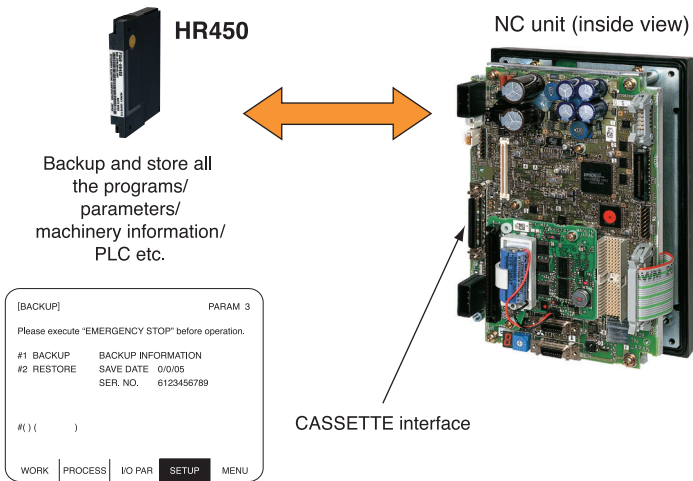 HR450
NC unit (inside view)
Backup and store all
the programs/
parameters/
machinery information/
PLC etc.
[BACKUP] PARAM 3
Please execute “EMERGENCY STOP” before operation.
#1 BACKUP BACKUP INFORMATION
#2 RESTORE SAVE DATE 0/0/05
SER. NO. 6123456789
#( ) ( )
WORK PROCESS I/O PAR SETUP MENU
CASSETTE interface